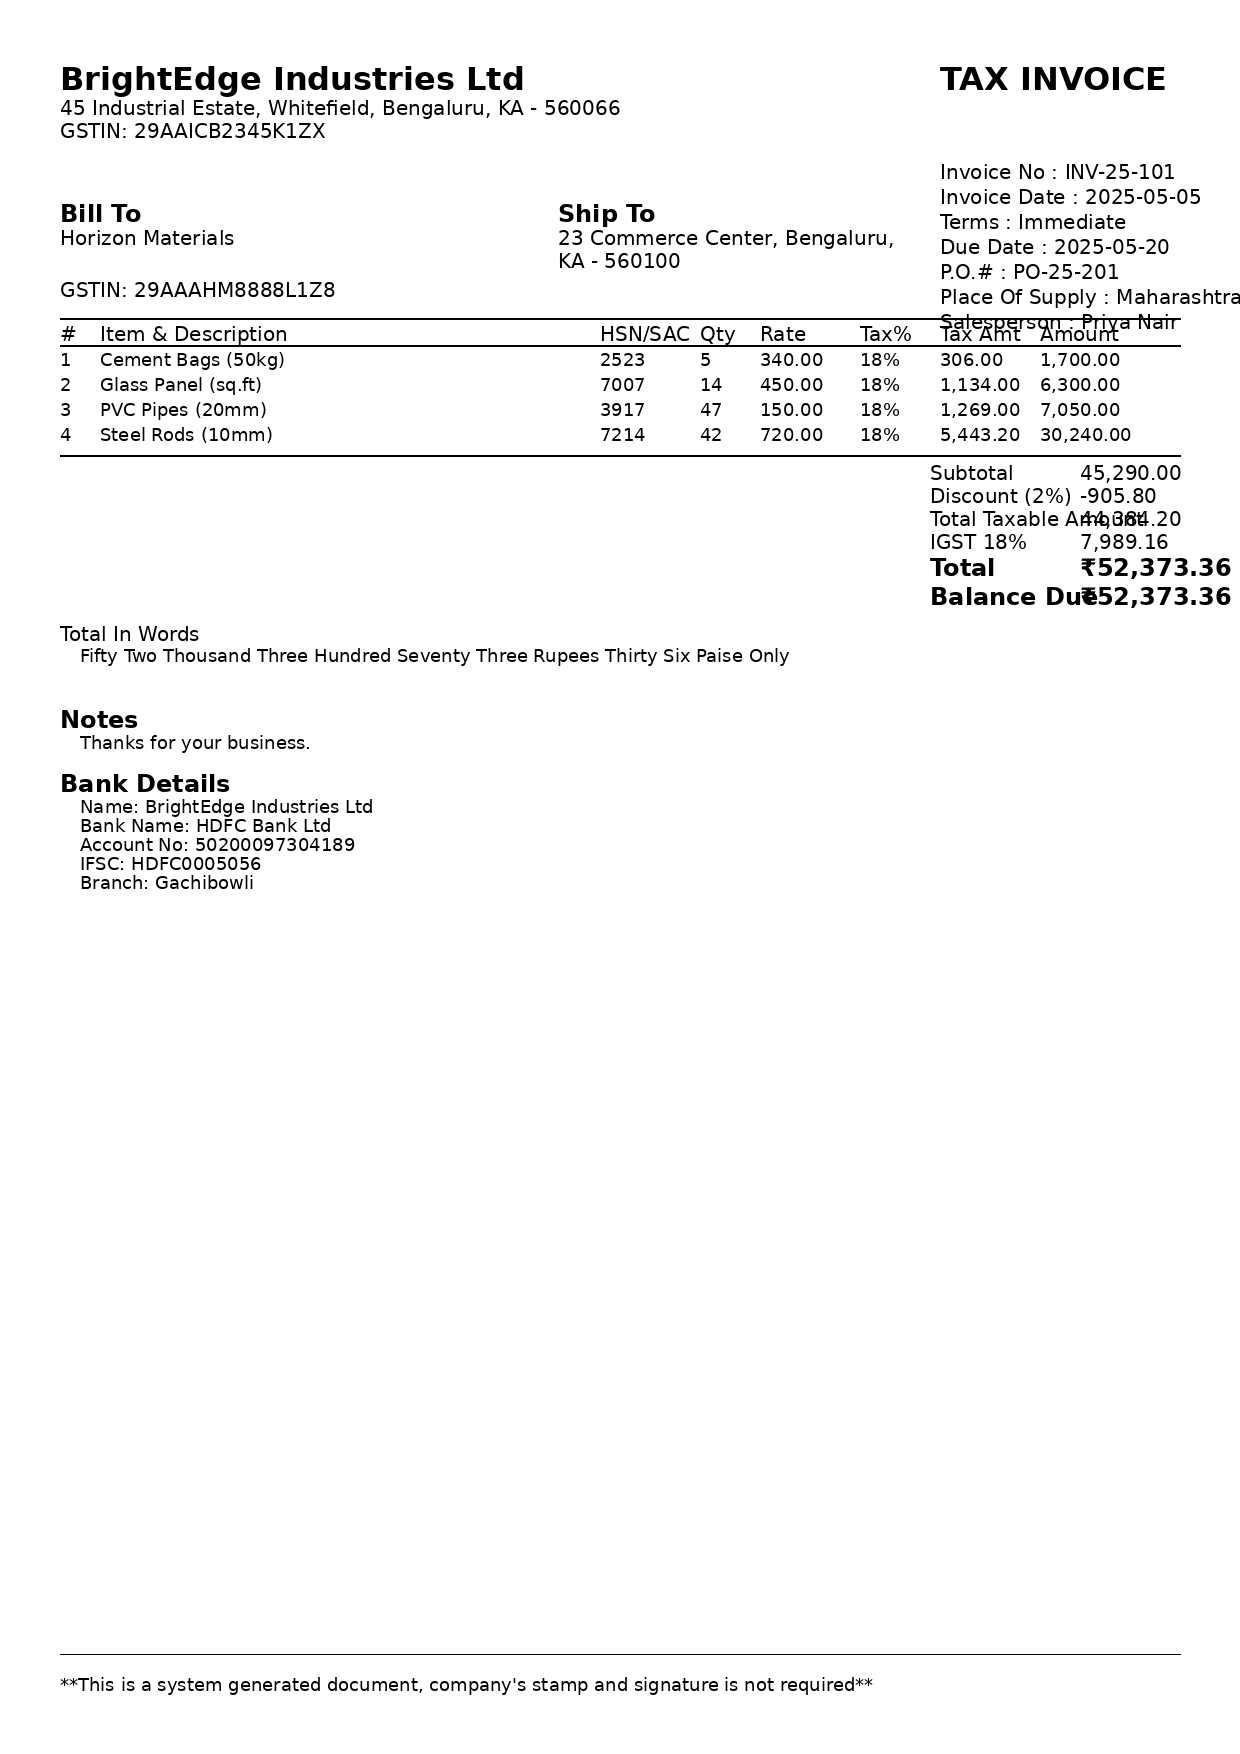 BrightEdge Industries Ltd
TAX INVOICE
45 Industrial Estate, Whitefield, Bengaluru, KA - 560066
GSTIN: 29AAICB2345K1ZX
Invoice No : INV-25-101
Invoice Date : 2025-05-05
Terms : Immediate
Due Date : 2025-05-20
P.O.# : PO-25-201
Place Of Supply : Maharashtra
Salesperson : Priya Nair
Bill To
Horizon Materials
GSTIN: 29AAAHM8888L1Z8
Ship To
23 Commerce Center, Bengaluru,
KA - 560100
# Item & Description HSN/SAC Qty Rate Tax% Tax Amt Amount
1 Cement Bags (50kg) 2523 5 340.00 18% 306.00 1,700.00
2 Glass Panel (sq.ft) 7007 14 450.00 18% 1,134.00 6,300.00
3 PVC Pipes (20mm) 3917 47 150.00 18% 1,269.00 7,050.00
4 Steel Rods (10mm) 7214 42 720.00 18% 5,443.20 30,240.00
Subtotal 45,290.00
Discount (2%) -905.80
Total Taxable Amount 44,384.20
IGST 18% 7,989.16
Total ₹52,373.36
Balance Due ₹52,373.36
Total In Words
Fifty Two Thousand Three Hundred Seventy Three Rupees Thirty Six Paise Only
Notes
Thanks for your business.
Bank Details
Name: BrightEdge Industries Ltd
Bank Name: HDFC Bank Ltd
Account No: 50200097304189
IFSC: HDFC0005056
Branch: Gachibowli
**This is a system generated document, company's stamp and signature is not required**